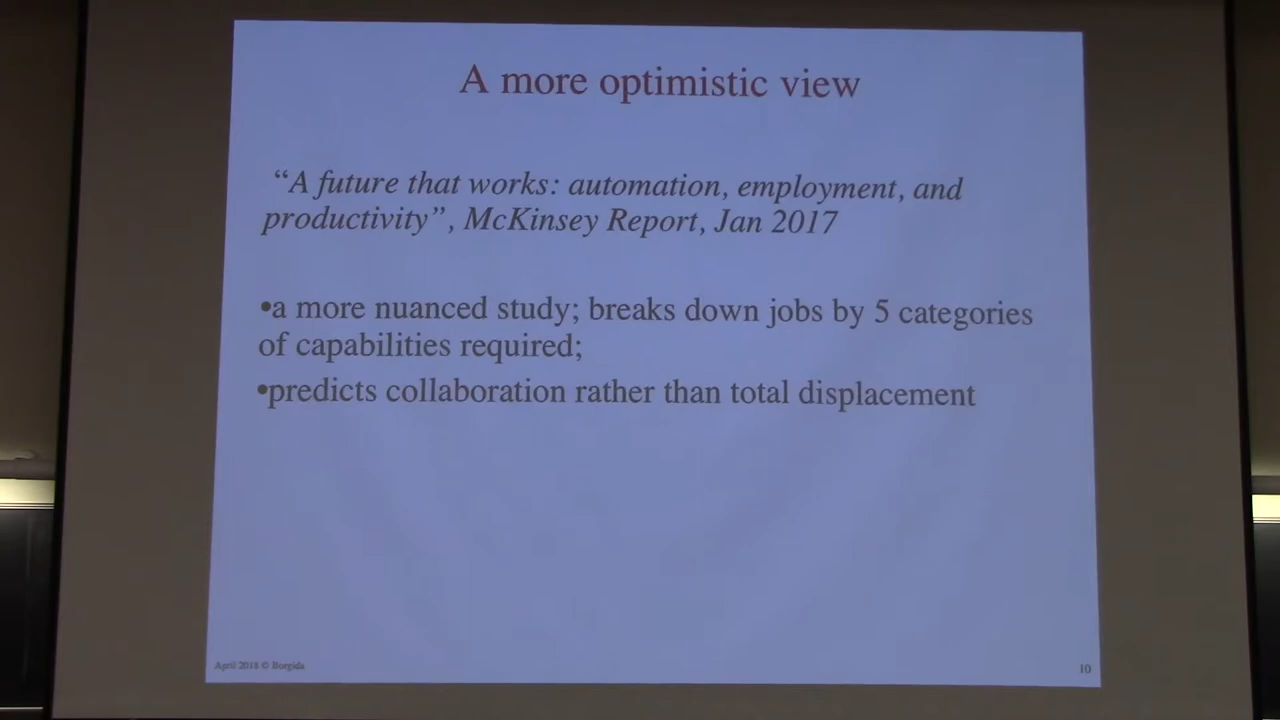 A more optimistic view
“A future that works: automation, employment, and
productivity”, McKinsey Report, Jan 2017
•a more nuanced study; breaks down jobs by 5 categories
of capabilities required;
•predicts collaboration rather than total displacement
April 2018 © Borgida
10